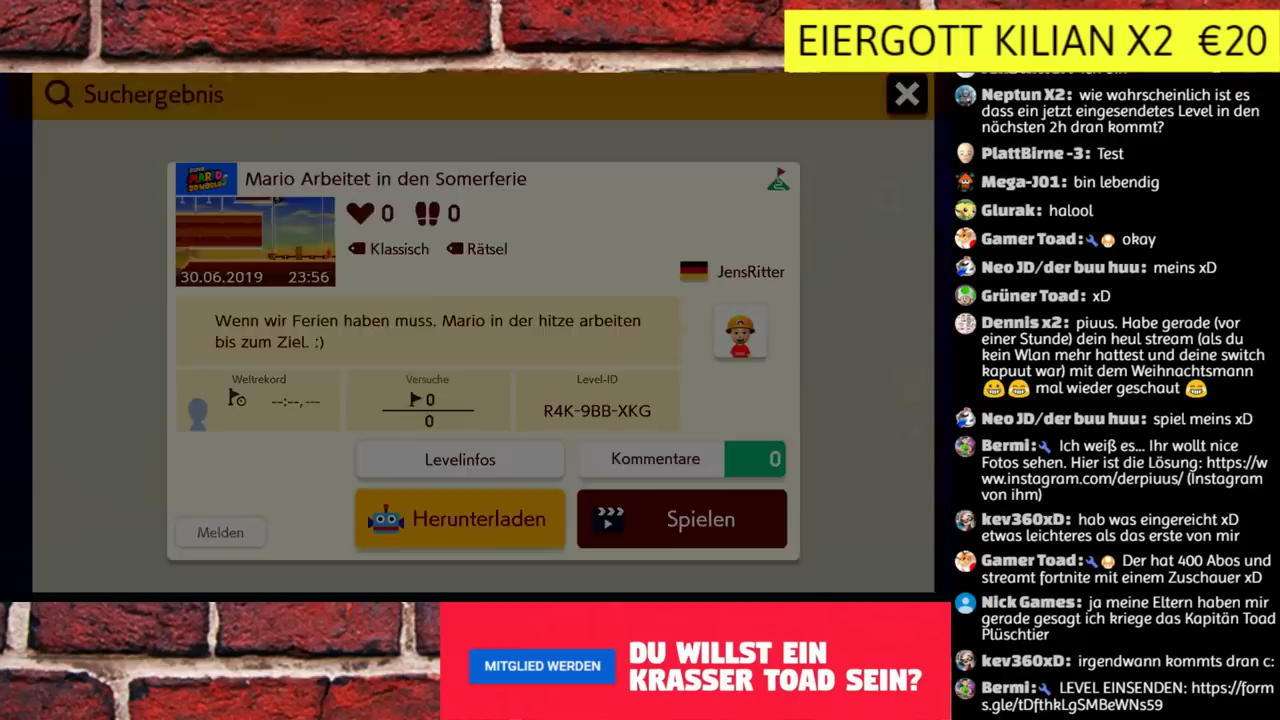 EIERGOTT KILIAN X2 €20
Suchergebnis
Mario Arbeitet in den Somerferie
0 0
Klassisch Rätsel
30.06.2019 23:56
JensRitter
Wenn wir Ferien haben muss. Mario in der hitze arbeiten
bis zum Ziel. :)
Weltrekord
--:--,---
Versuche
0
0
Level-ID
R4K-9BB-XKG
Levelinfos
Kommentare 0
Melden
Herunterladen
Spielen
MITGLIED WERDEN
DU WILLST EIN
KRASSER TOAD SEIN?
Neptun X2: wie wahrscheinlich ist es
dass ein jetzt eingesendetes Level in den
nächsten 2h dran kommt?
PlattBirne -3: Test
Mega-J01: bin lebendig
Glurak: halool
Gamer Toad: okay
Neo JD/der buu huu: meins xD
Grüner Toad: xD
Dennis x2: piuus. Habe gerade (vor
einer Stunde) dein heul stream (als du
kein Wlan mehr hattest und deine switch
kapuut war) mit dem Weihnachtsmann
😀 😂 mal wieder geschaut 😂
Neo JD/der buu huu: spiel meins xD
Bermi: Ich weiß es... Ihr wollt nice
Fotos sehen. Hier ist die Lösung: https://w
ww.instagram.com/derpiuus/ (Instagram
von ihm)
kev360xD: hab was eingereicht xD
etwas leichteres als das erste von mir
Gamer Toad: Der hat 400 Abos und
streamt fortnite mit einem Zuschauer xD
Nick Games: ja meine Eltern haben mir
gerade gesagt ich kriege das Kapitän Toad
Plüschtier
kev360xD: irgendwann kommts dran c:
Bermi: LEVEL EINSENDEN: https://form
s.gle/tDfthkLgSMBeWNs59